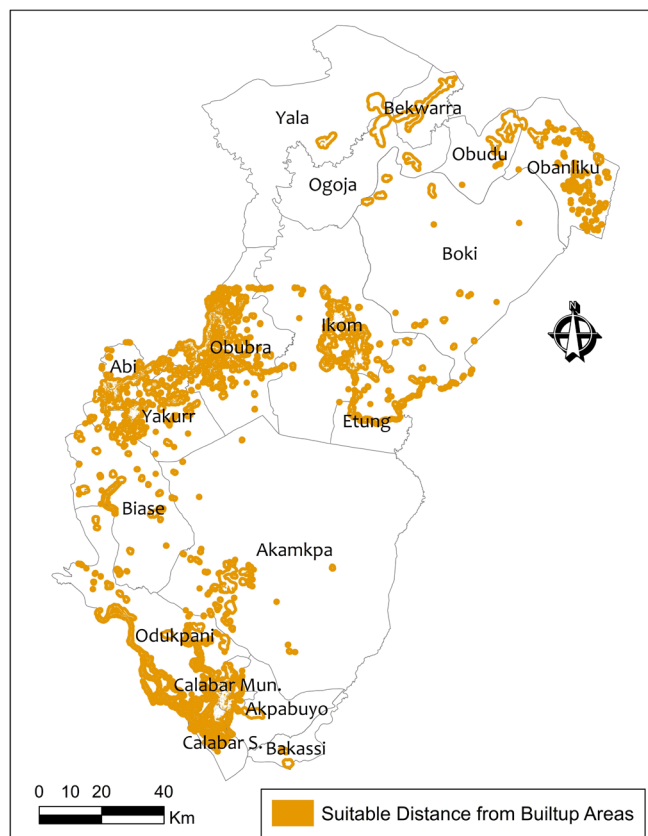 Yala
Bekwarra
Obudu
Obanliku
Ogoja
Boki
N
Ikom
Obubra
Abi
Yakurr
Etung
Biase
Akamkpa
Odukpani
Calabar Mun.
Akpabuyo
Calabar S.
Bakassi
0 10 20 40
Km
Suitable Distance from Builtup Areas